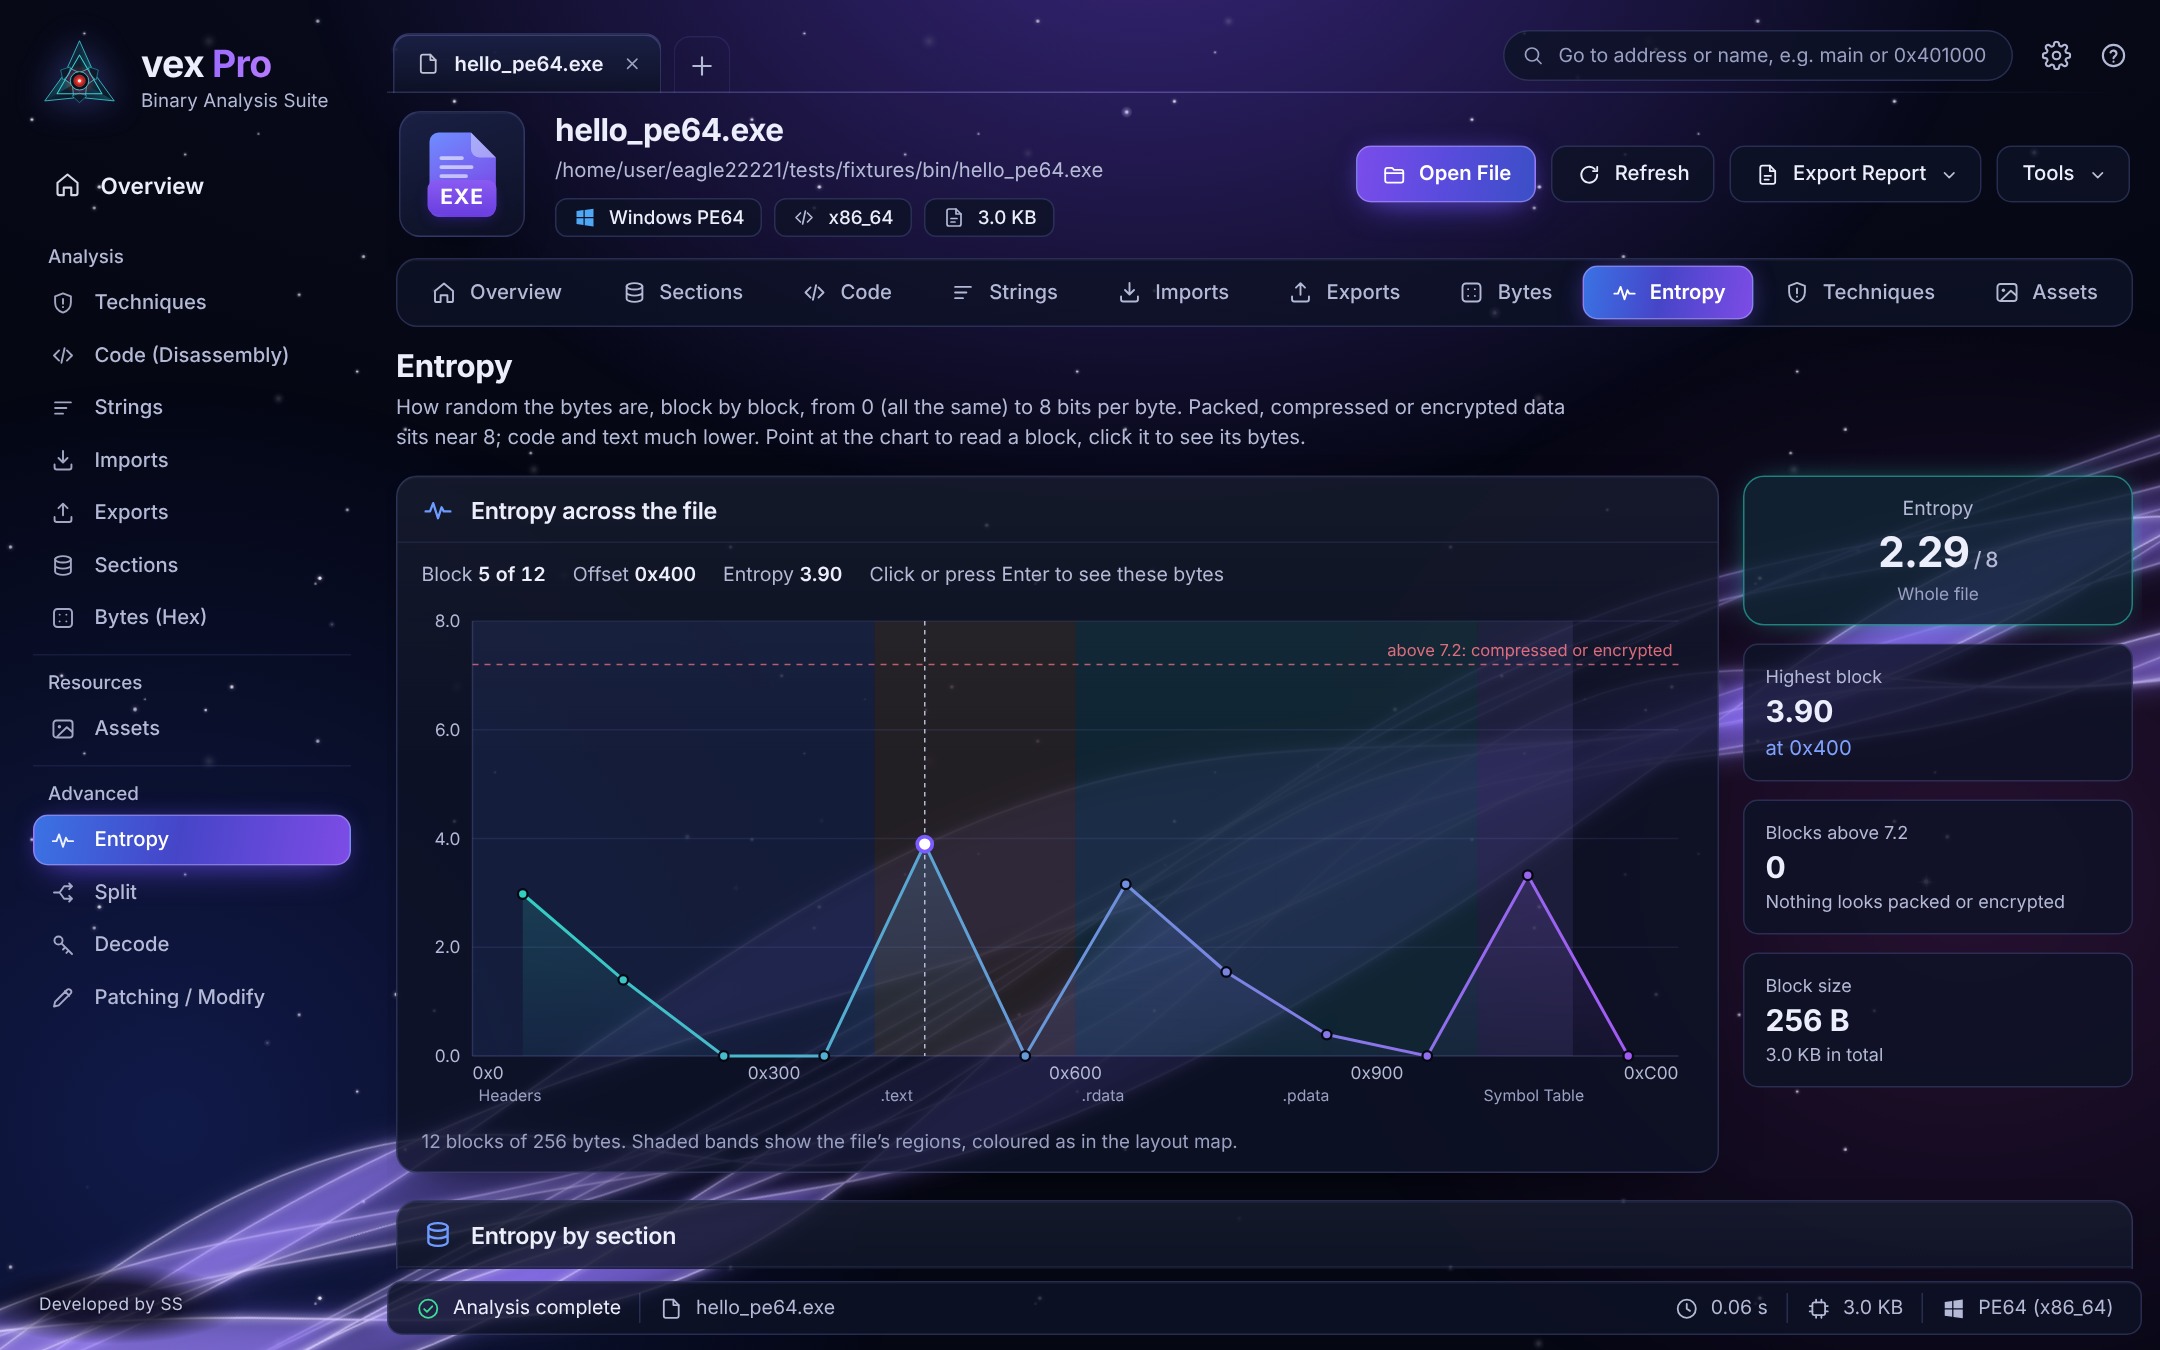 vex Pro
Binary Analysis Suite
Overview
Analysis
Techniques
Code (Disassembly)
Strings
Imports
Exports
Sections
Bytes (Hex)
Resources
Assets
Advanced
Entropy
Split
Decode
Patching / Modify
Developed by SS
hello_pe64.exe
Go to address or name, e.g. main or 0x401000
EXE
hello_pe64.exe
/home/user/eagle22221/tests/fixtures/bin/hello_pe64.exe
Windows PE64
x86_64
3.0 KB
Open File
Refresh
Export Report
Tools
Overview
Sections
Code
Strings
Imports
Exports
Bytes
Entropy
Techniques
Assets
Entropy
How random the bytes are, block by block, from 0 (all the same) to 8 bits per byte. Packed, compressed or encrypted data
sits near 8; code and text much lower. Point at the chart to read a block, click it to see its bytes.
Entropy across the file
Block 5 of 12 Offset 0x400 Entropy 3.90 Click or press Enter to see these bytes
8.0
above 7.2: compressed or encrypted
6.0
4.0
2.0
0.0
0x0 0x300 0x600 0x900 0xC00
Headers .text .rdata .pdata Symbol Table
12 blocks of 256 bytes. Shaded bands show the file’s regions, coloured as in the layout map.
Entropy
2.29 / 8
Whole file
Highest block
3.90
at 0x400
Blocks above 7.2
0
Nothing looks packed or encrypted
Block size
256 B
3.0 KB in total
Entropy by section
Analysis complete
hello_pe64.exe
0.06 s
3.0 KB
PE64 (x86_64)